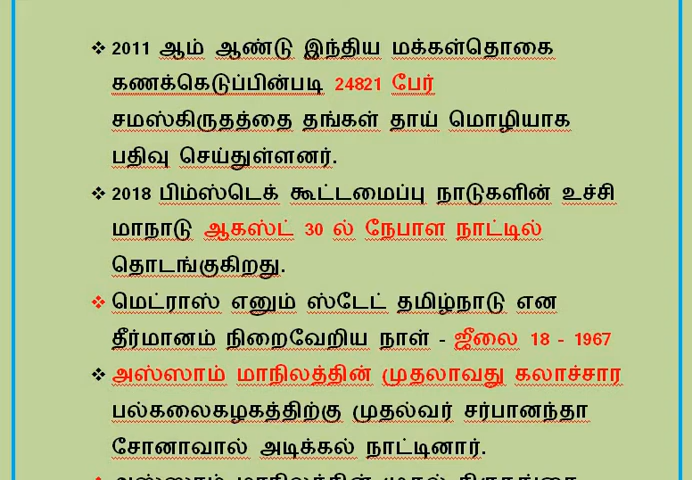 ❖ 2011 ஆம் ஆண்டு இந்திய மக்கள்தொகை
கணக்கெடுப்பின்படி 24821 பேர்
சமஸ்கிருதத்தை தங்கள் தாய் மொழியாக
பதிவு செய்துள்ளனர்.
❖ 2018 பிம்ஸ்டெக் கூட்டமைப்பு நாடுகளின் உச்சி
மாநாடு ஆகஸ்ட் 30 ல் நேபாள நாட்டில்
தொடங்குகிறது.
❖ மெட்ராஸ் எனும் ஸ்டேட் தமிழ்நாடு என
தீர்மானம் நிறைவேறிய நாள் - ஜீலை 18 - 1967
❖ அஸ்ஸாம் மாநிலத்தின் முதலாவது கலாச்சார
பல்கலைகழகத்திற்கு முதல்வர் சர்பானந்தா
சோனாவால் அடிக்கல் நாட்டினார்.